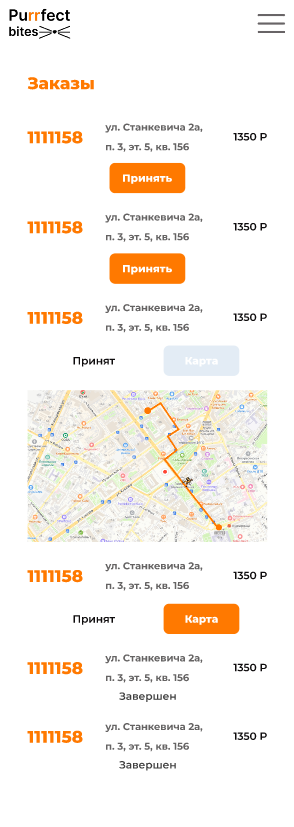 Purrfect
bites
Заказы
1111158
ул. Станкевича 2а,
п. 3, эт. 5, кв. 156
1350 Р
Принять
1111158
ул. Станкевича 2а,
п. 3, эт. 5, кв. 156
1350 Р
Принять
1111158
ул. Станкевича 2а,
п. 3, эт. 5, кв. 156
1350 Р
Принят
Карта
1111158
ул. Станкевича 2а,
п. 3, эт. 5, кв. 156
1350 Р
Принят
Карта
1111158
ул. Станкевича 2а,
п. 3, эт. 5, кв. 156
1350 Р
Завершен
1111158
ул. Станкевича 2а,
п. 3, эт. 5, кв. 156
1350 Р
Завершен